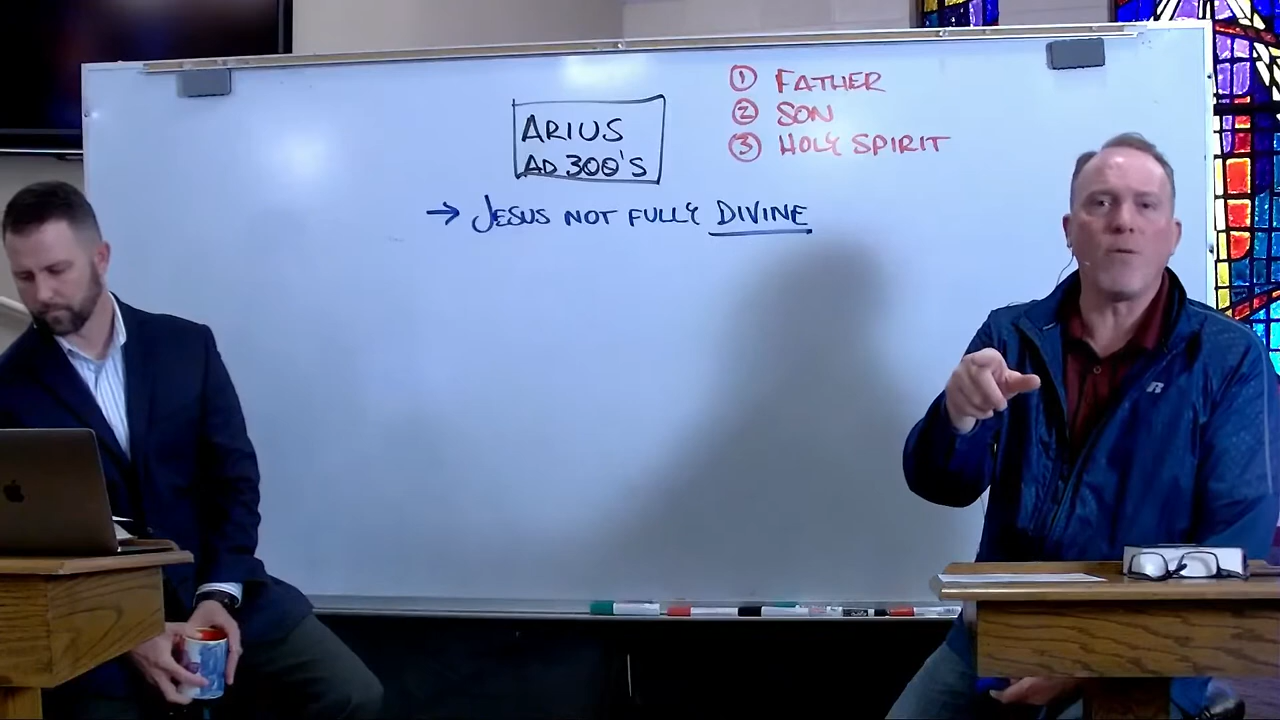 ARIUS
AD 300'S
→ JESUS NOT FULLY DIVINE
① FATHER
② SON
③ HOLY SPIRIT
R